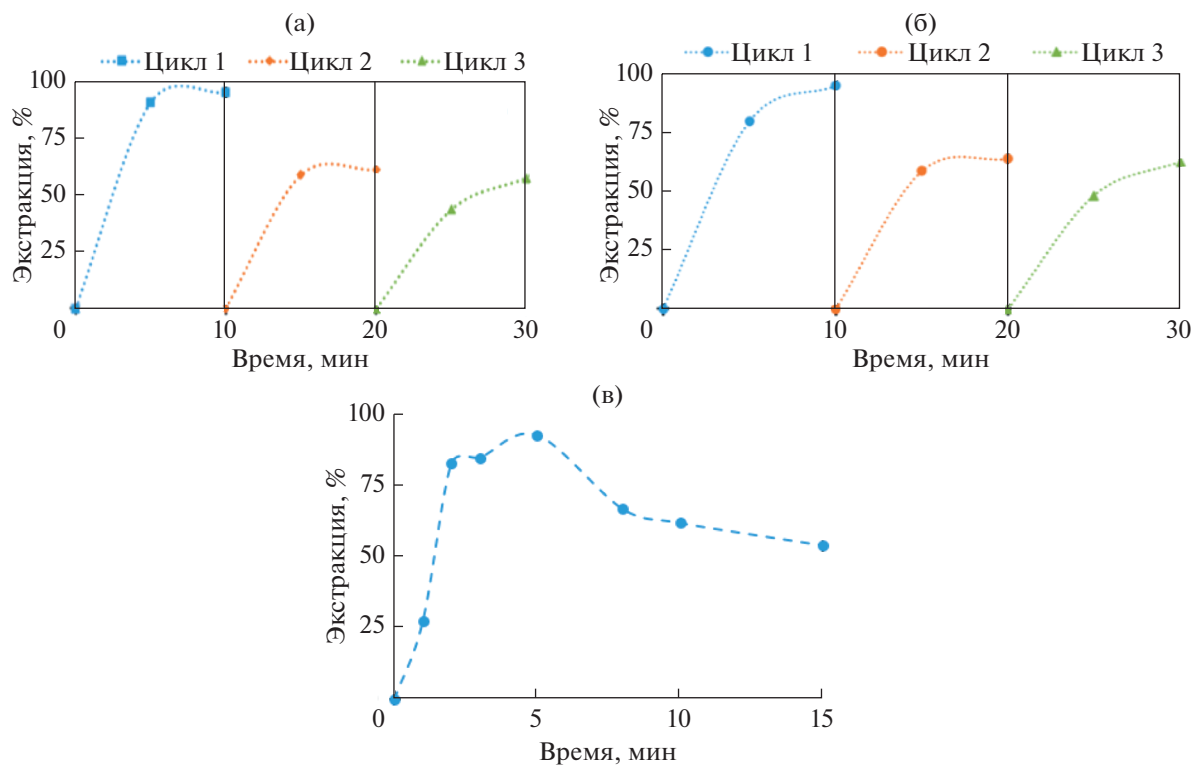 (а)
Цикл 1 Цикл 2 Цикл 3
100
75
50
25
0 10 20 30
Экстракция, %
Время, мин
(б)
Цикл 1 Цикл 2 Цикл 3
100
75
50
25
0 10 20 30
Экстракция, %
Время, мин
(в)
100
75
50
25
0 5 10 15
Экстракция, %
Время, мин